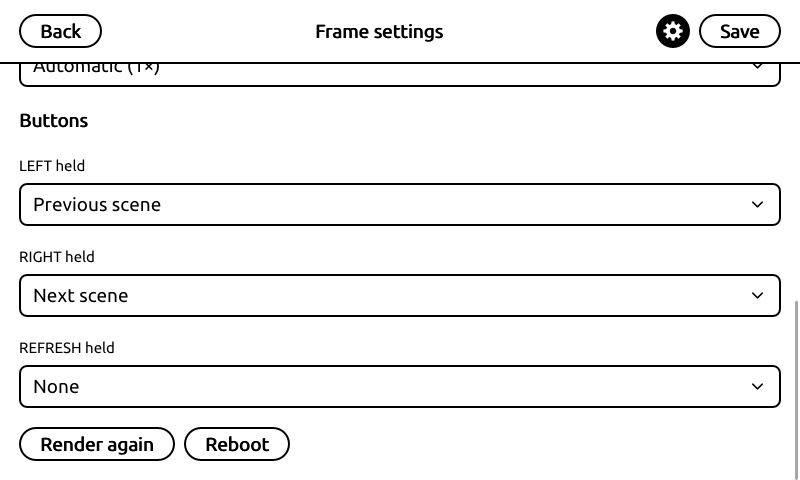 Back
Frame settings
Save
Automatic (1×)
Buttons
LEFT held
Previous scene
RIGHT held
Next scene
REFRESH held
None
Render again
Reboot